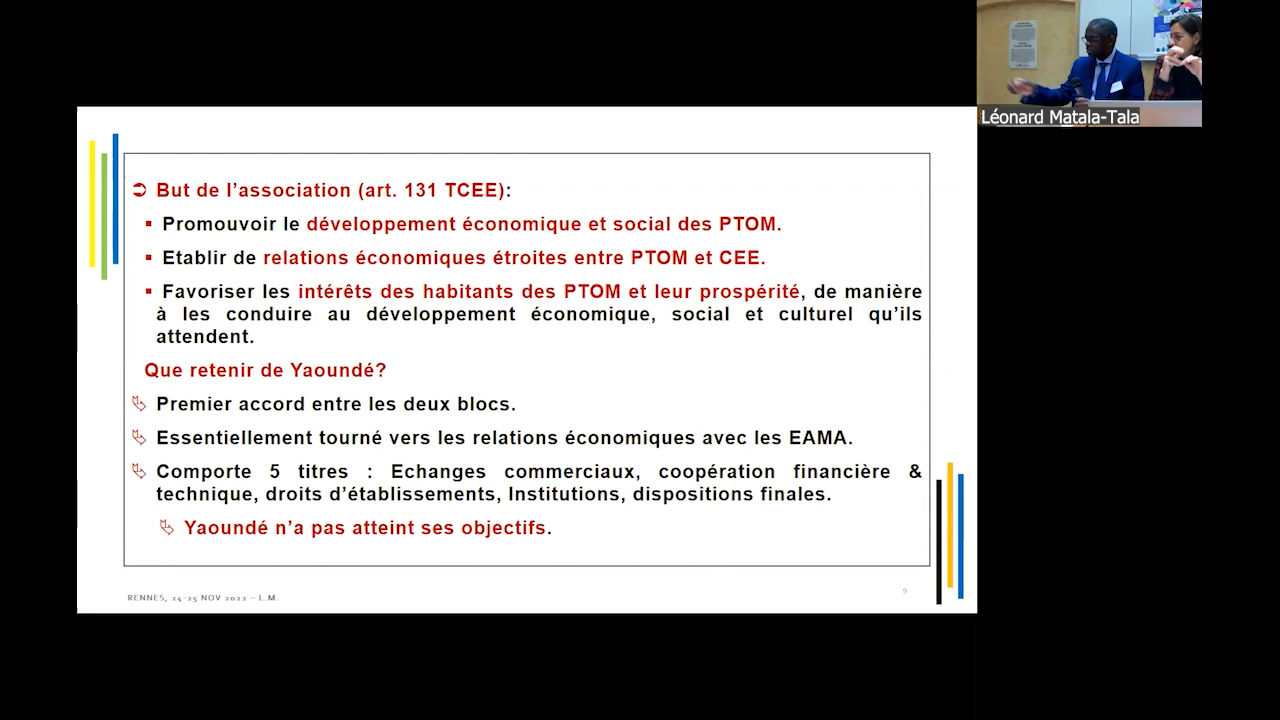 Léonard Matala-Tala
But de l’association (art. 131 TCEE):
Promouvoir le développement économique et social des PTOM.
Etablir de relations économiques étroites entre PTOM et CEE.
Favoriser les intérêts des habitants des PTOM et leur prospérité, de manière
à les conduire au développement économique, social et culturel qu’ils
attendent.
Que retenir de Yaoundé?
Premier accord entre les deux blocs.
Essentiellement tourné vers les relations économiques avec les EAMA.
Comporte 5 titres : Echanges commerciaux, coopération financière &
technique, droits d’établissements, Institutions, dispositions finales.
Yaoundé n’a pas atteint ses objectifs.
RENNES, 24-25 NOV 2022 – L.M.
9